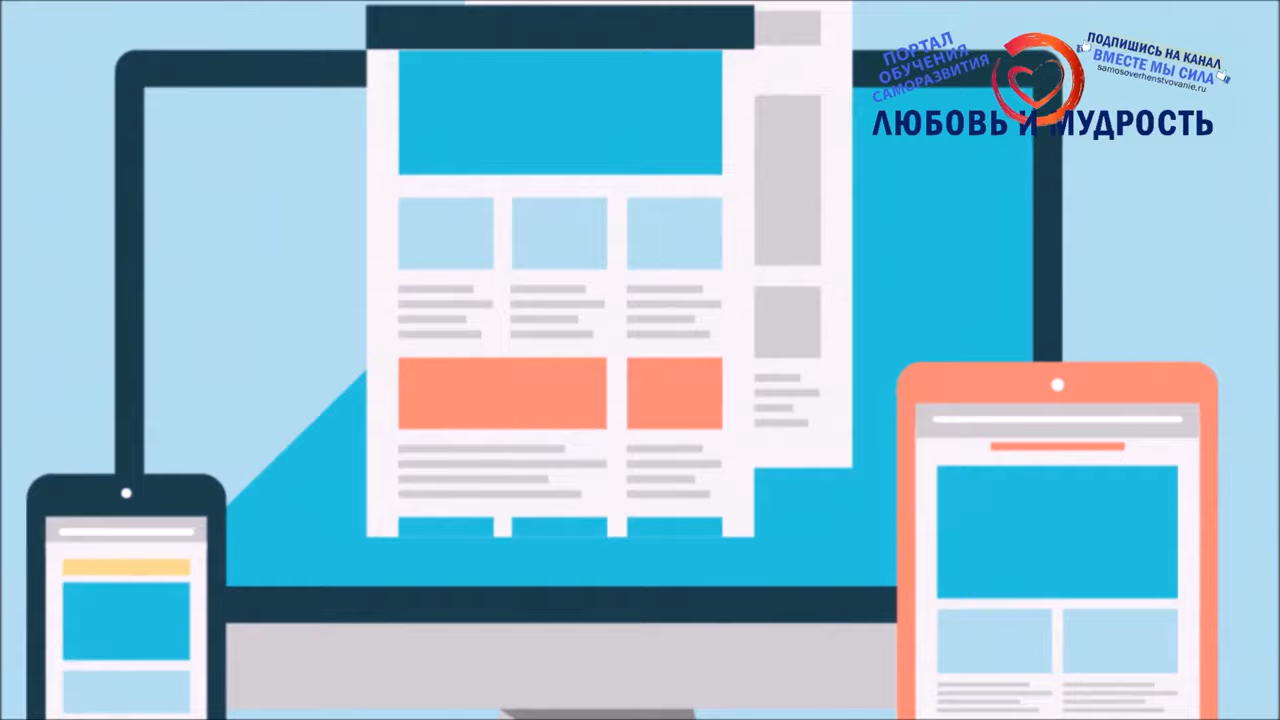 ПОРТАЛ
ОБУЧЕНИЯ
САМОРАЗВИТИЯ
ПОДПИШИСЬ НА КАНАЛ
ВМЕСТЕ МЫ СИЛА
samosoverhenstvovanie.ru
ЛЮБОВЬ И МУДРОСТЬ